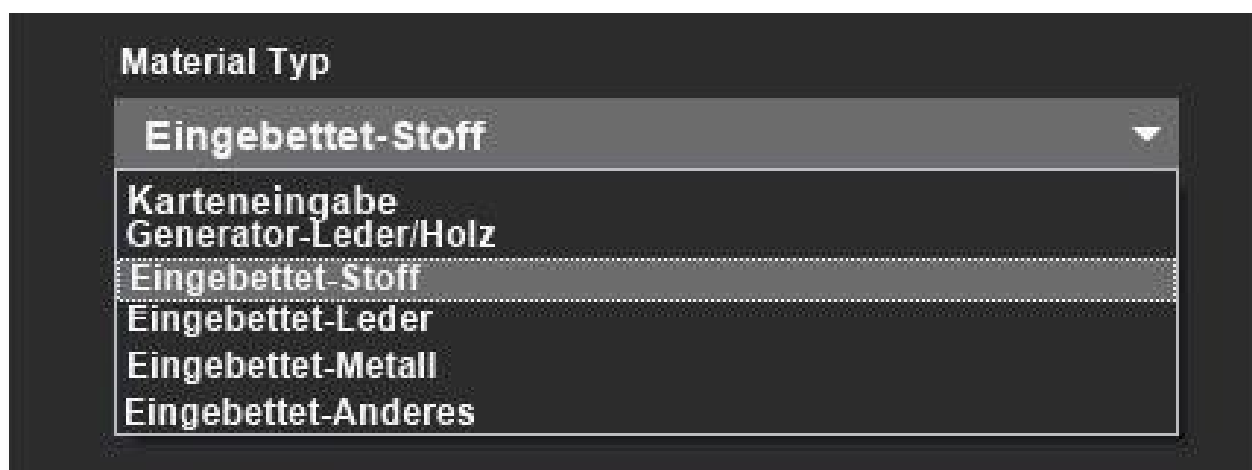 Material Typ
Eingebettet-Stoff
Karteneingabe
Generator-Leder/Holz
Eingebettet-Stoff
Eingebettet-Leder
Eingebettet-Metall
Eingebettet-Anderes